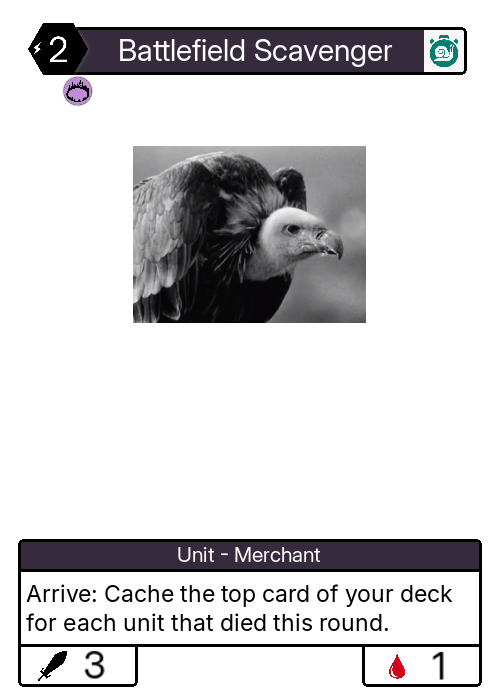 2
Battlefield Scavenger
Unit - Merchant
Arrive: Cache the top card of your deck
for each unit that died this round.
3
1